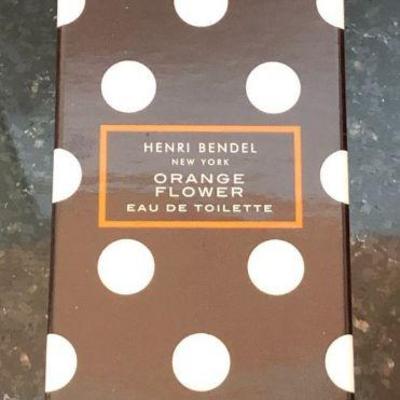 HENRI BENDEL
NEW YORK
ORANGE
FLOWER
EAU DE TOILETTE